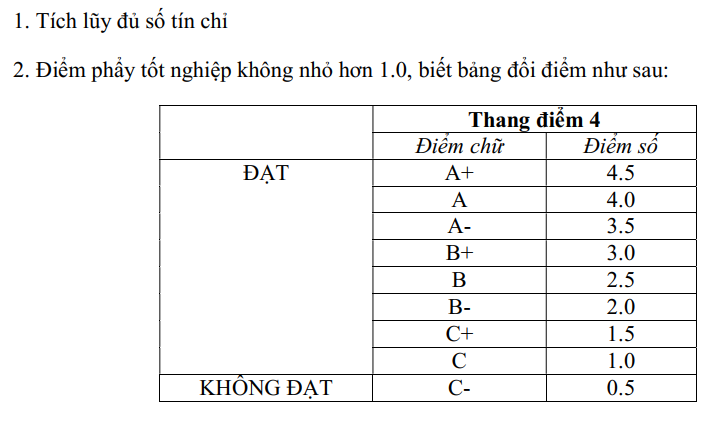 1. Tích lũy đủ số tín chỉ
2. Điểm phẩy tốt nghiệp không nhỏ hơn 1.0, biết bảng đổi điểm như sau:
Thang điểm 4
Điểm chữ Điểm số
ĐẠT A+ 4.5
A 4.0
A- 3.5
B+ 3.0
B 2.5
B- 2.0
C+ 1.5
C 1.0
KHÔNG ĐẠT C- 0.5